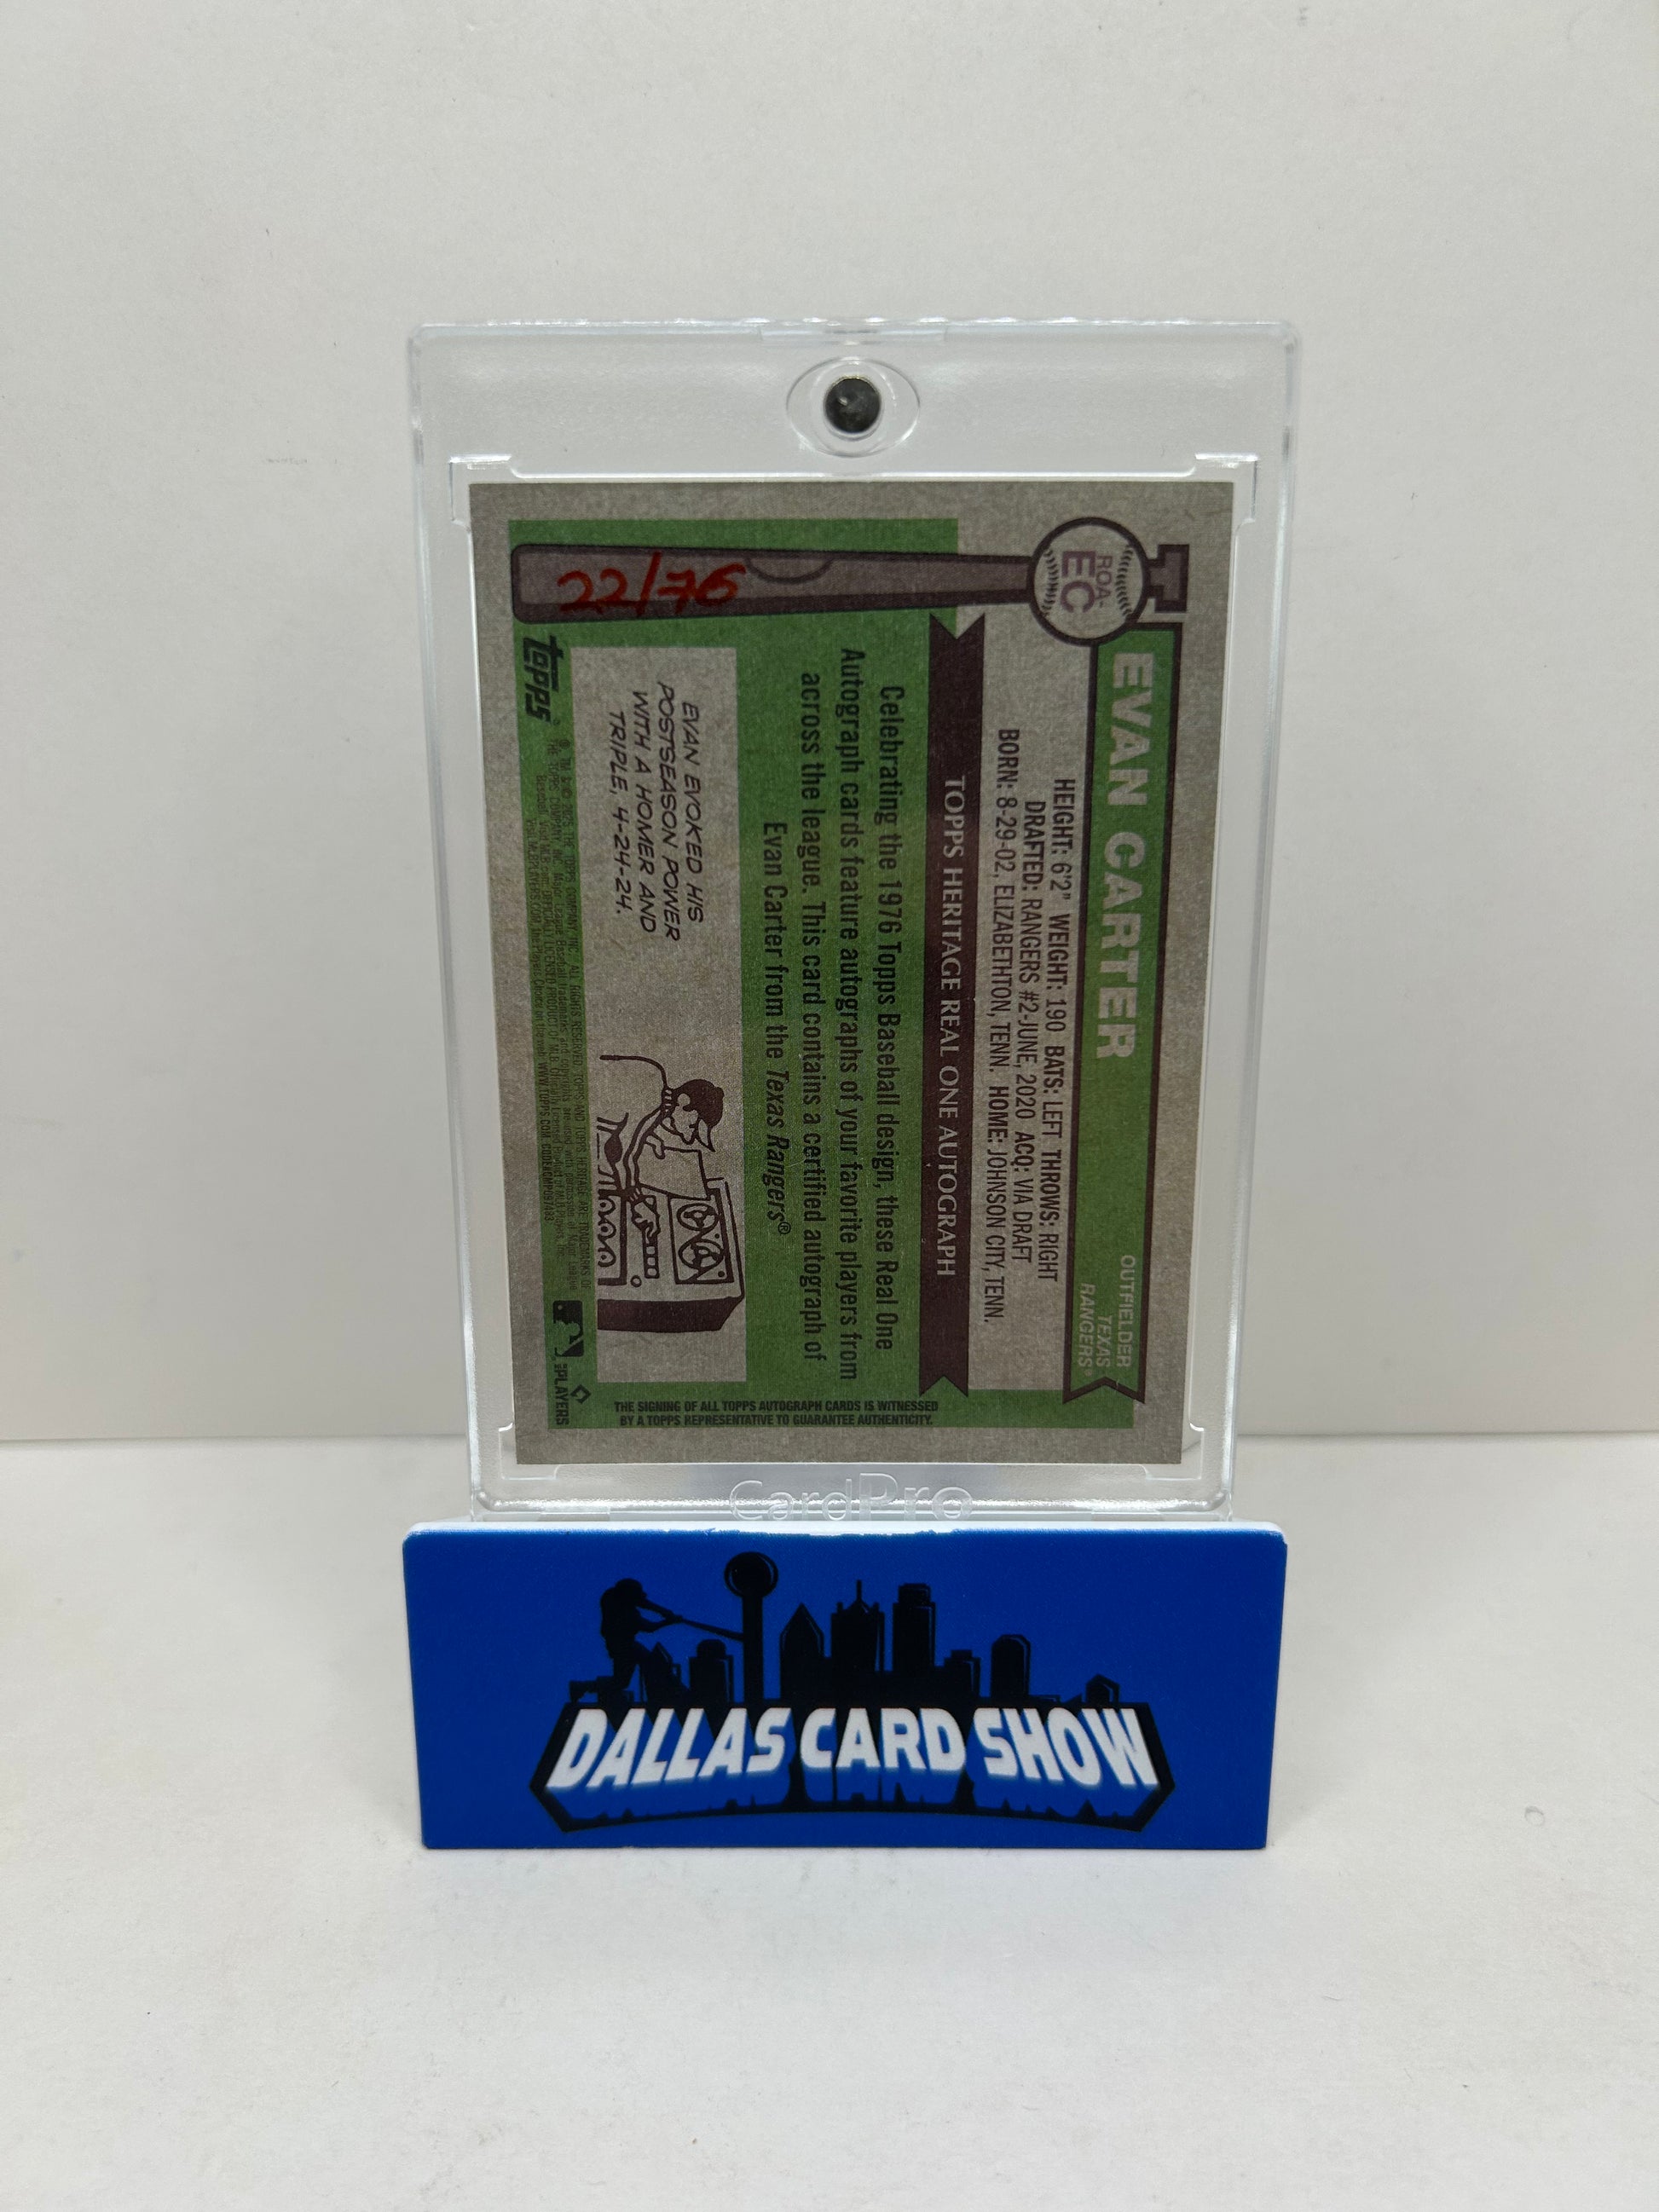 ROA-
EC
EVAN CARTER
OUTFIELDER
TEXAS
RANGERS®
HEIGHT: 6'2" WEIGHT: 190 BATS: LEFT THROWS: RIGHT
DRAFTED: RANGERS #2-JUNE, 2020 ACQ: VIA DRAFT
BORN: 8-29-02, ELIZABETHTON, TENN. HOME: JOHNSON CITY, TENN.
TOPPS HERITAGE REAL ONE AUTOGRAPH
Celebrating the 1976 Topps Baseball design, these Real One
Autograph cards feature autographs of your favorite players from
across the league. This card contains a certified autograph of
Evan Carter from the Texas Rangers®
22/76
EVAN EVOKED HIS
POSTSEASON POWER
WITH A HOMER AND
TRIPLE, 4-24-24.
topps
MLB PLAYERS
THE SIGNING OF ALL TOPPS AUTOGRAPH CARDS IS WITNESSED
BY A TOPPS REPRESENTATIVE TO GUARANTEE AUTHENTICITY.
CardPro
DALLAS CARD SHOW